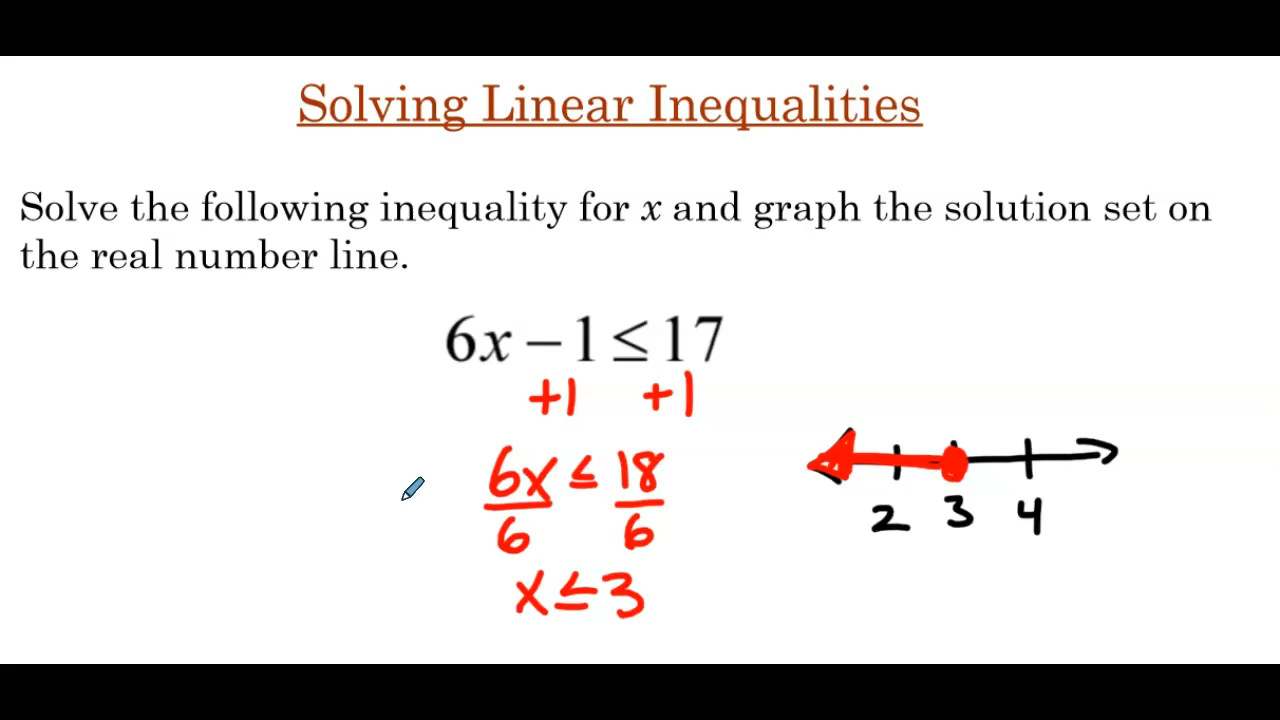 Solving Linear Inequalities
Solve the following inequality for x and graph the solution set on
the real number line.
6x − 1 ≤ 17
+1 +1
6x ≤ 18
6 6
x ≤ 3
2 3 4